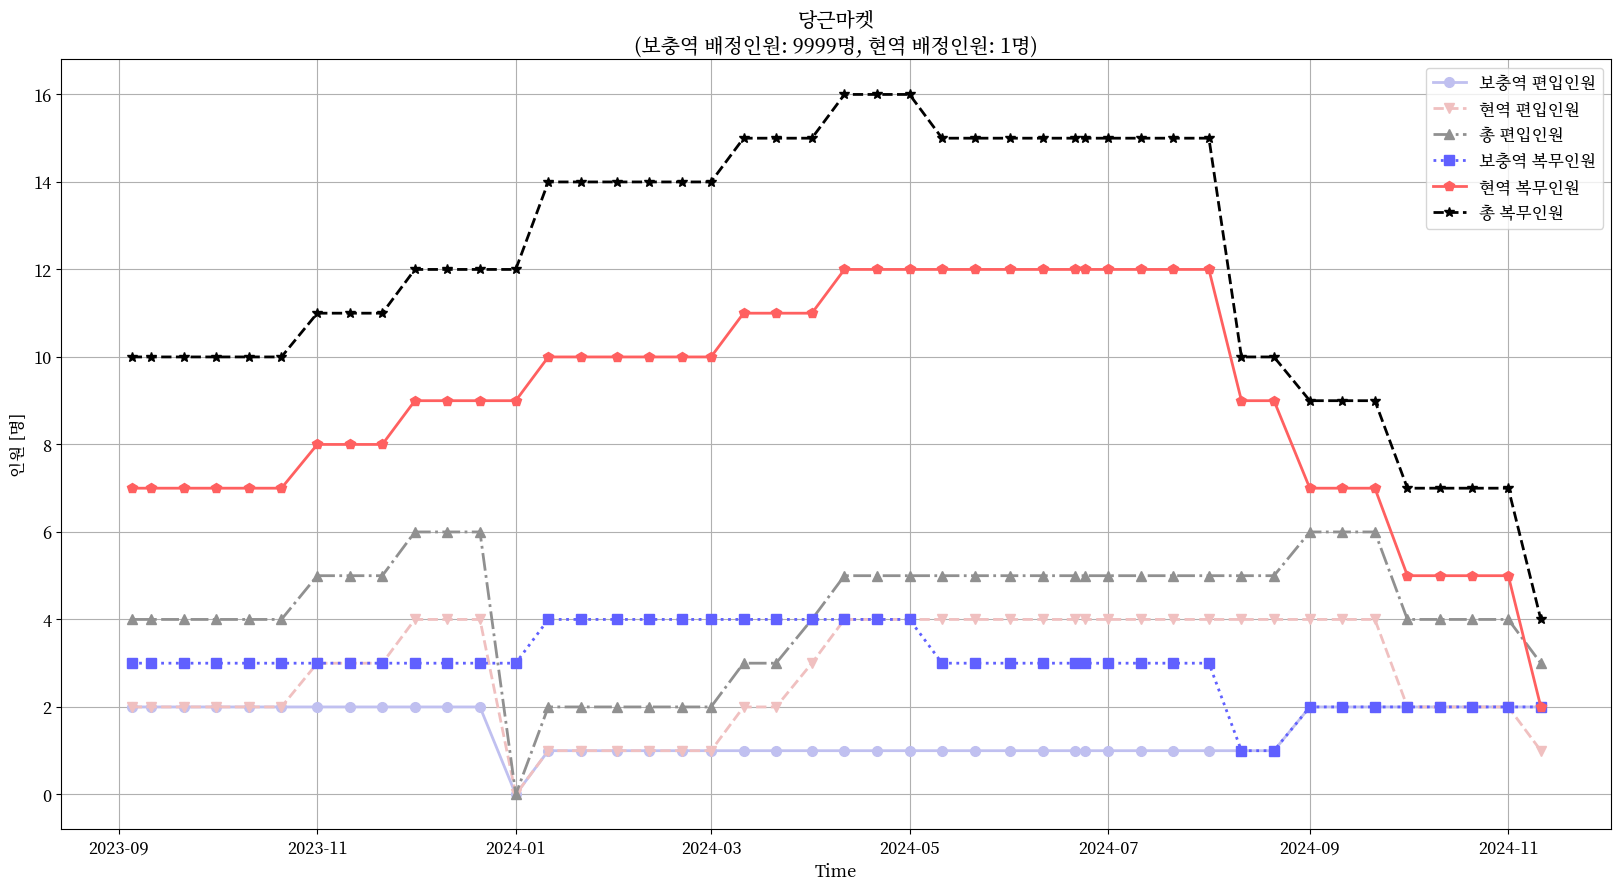 당근마켓
(보충역 배정인원: 9999명, 현역 배정인원: 1명)
보충역 편입인원
현역 편입인원
총 편입인원
보충역 복무인원
현역 복무인원
총 복무인원
인원 [명]
16
14
12
10
8
6
4
2
0
2023-09
2023-11
2024-01
2024-03
2024-05
2024-07
2024-09
2024-11
Time